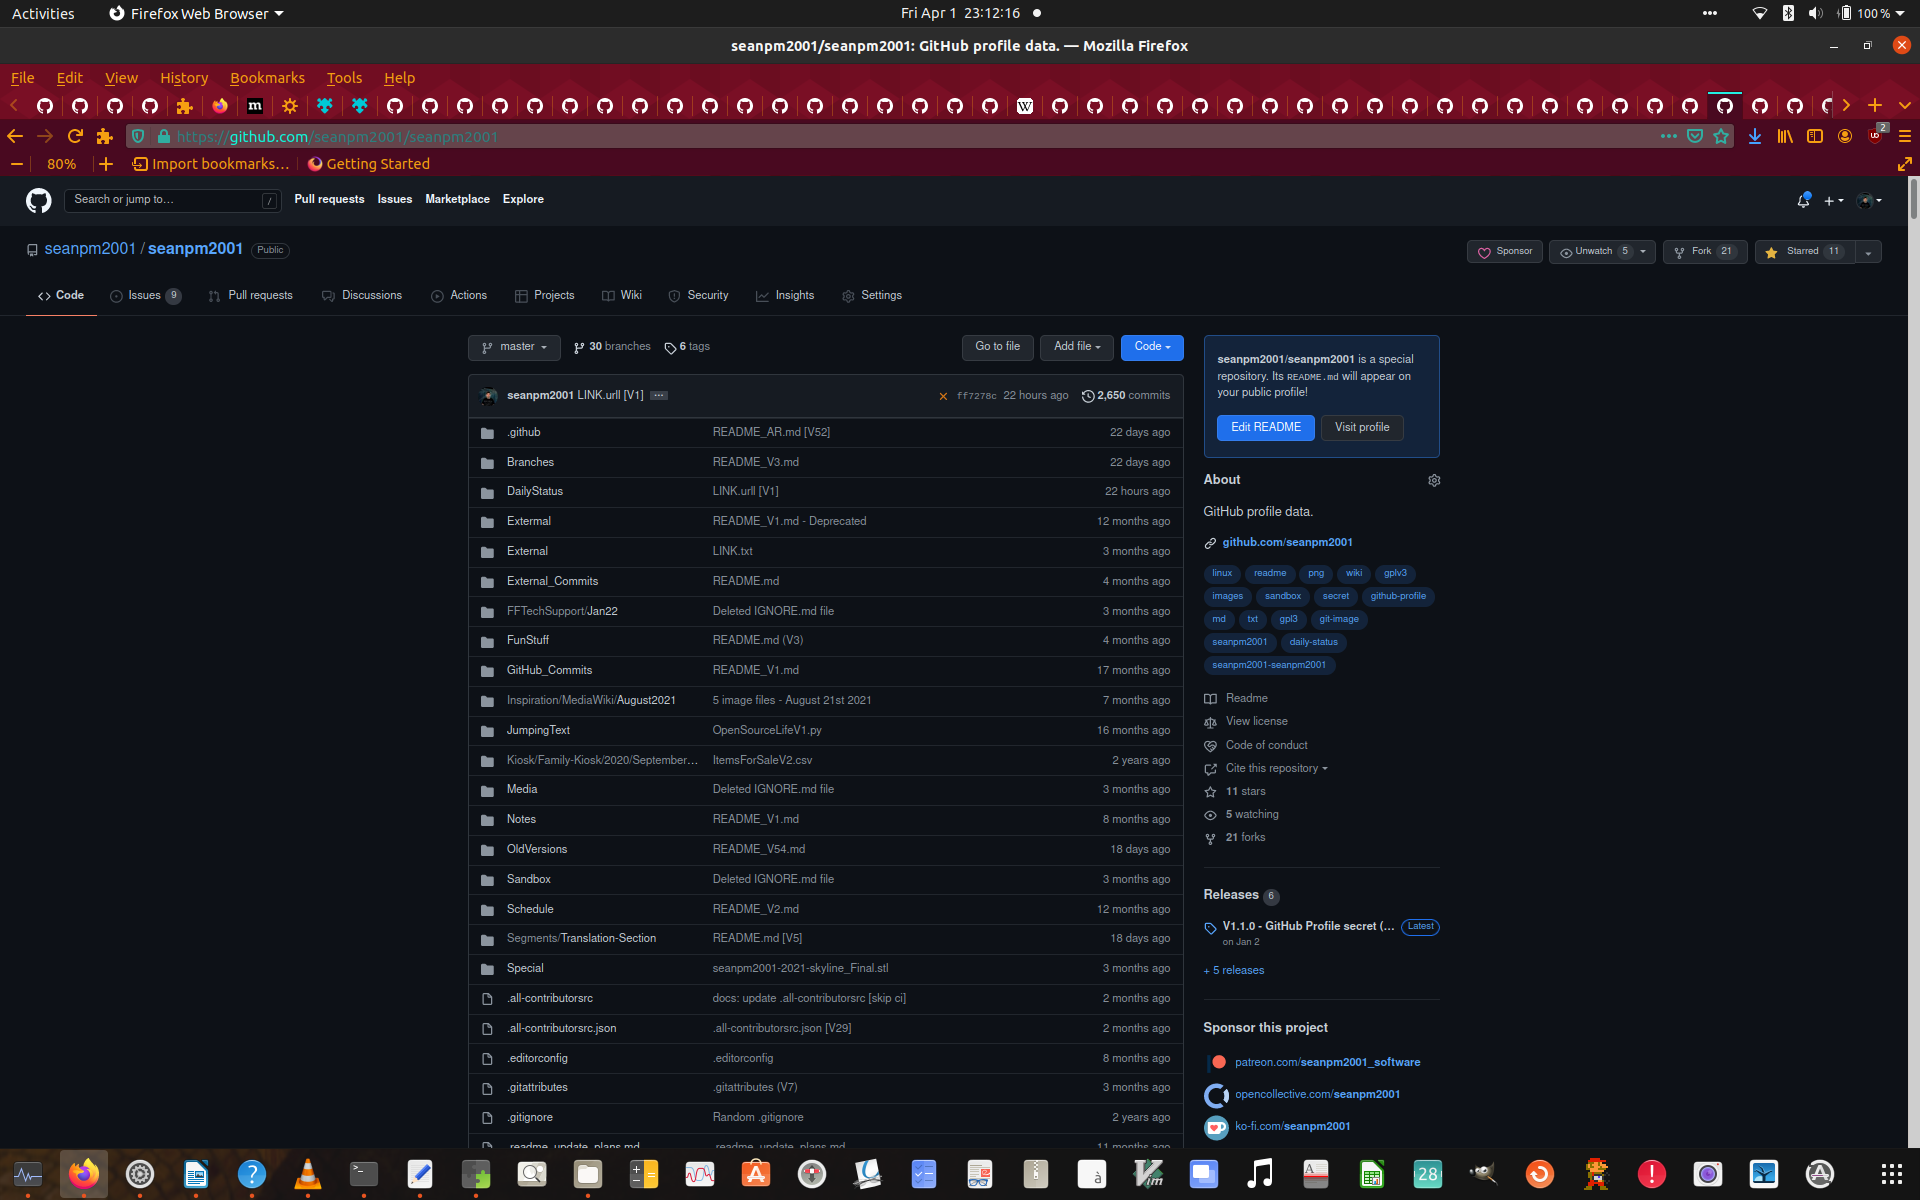 Activities Firefox Web Browser Fri Apr 1 23:12:16 100 %
seanpm2001/seanpm2001: GitHub profile data. — Mozilla Firefox
File Edit View History Bookmarks Tools Help
https://github.com/seanpm2001/seanpm2001 2
80% Import bookmarks... Getting Started
Search or jump to... / Pull requests Issues Marketplace Explore
seanpm2001 / seanpm2001 Public Sponsor Unwatch 5 Fork 21 Starred 11
Code Issues 9 Pull requests Discussions Actions Projects Wiki Security Insights Settings
master 30 branches 6 tags Go to file Add file Code
seanpm2001 LINK.urll [V1] ... ff7278c 22 hours ago 2,650 commits
.github README_AR.md [V52] 22 days ago
Branches README_V3.md 22 days ago
DailyStatus LINK.urll [V1] 22 hours ago
Extermal README_V1.md - Deprecated 12 months ago
External LINK.txt 3 months ago
External_Commits README.md 4 months ago
FFTechSupport/Jan22 Deleted IGNORE.md file 3 months ago
FunStuff README.md (V3) 4 months ago
GitHub_Commits README_V1.md 17 months ago
Inspiration/MediaWiki/August2021 5 image files - August 21st 2021 7 months ago
JumpingText OpenSourceLifeV1.py 16 months ago
Kiosk/Family-Kiosk/2020/September... ItemsForSaleV2.csv 2 years ago
Media Deleted IGNORE.md file 3 months ago
Notes README_V1.md 8 months ago
OldVersions README_V54.md 18 days ago
Sandbox Deleted IGNORE.md file 3 months ago
Schedule README_V2.md 12 months ago
Segments/Translation-Section README.md [V5] 18 days ago
Special seanpm2001-2021-skyline_Final.stl 3 months ago
.all-contributorsrc docs: update .all-contributorsrc [skip ci] 2 months ago
.all-contributorsrc.json .all-contributorsrc.json [V29] 2 months ago
.editorconfig .editorconfig 8 months ago
.gitattributes .gitattributes (V7) 3 months ago
.gitignore Random .gitignore 2 years ago
.readme_update_plans.md .readme_update_plans.md 11 months ago
seanpm2001/seanpm2001 is a special
repository. Its README.md will appear on
your public profile!
Edit README Visit profile
About
GitHub profile data.
github.com/seanpm2001
linux readme png wiki gplv3
images sandbox secret github-profile
md txt gpl3 git-image
seanpm2001 daily-status
seanpm2001-seanpm2001
Readme
View license
Code of conduct
Cite this repository
11 stars
5 watching
21 forks
Releases 6
V1.1.0 - GitHub Profile secret (... Latest
on Jan 2
+ 5 releases
Sponsor this project
patreon.com/seanpm2001_software
opencollective.com/seanpm2001
ko-fi.com/seanpm2001
28